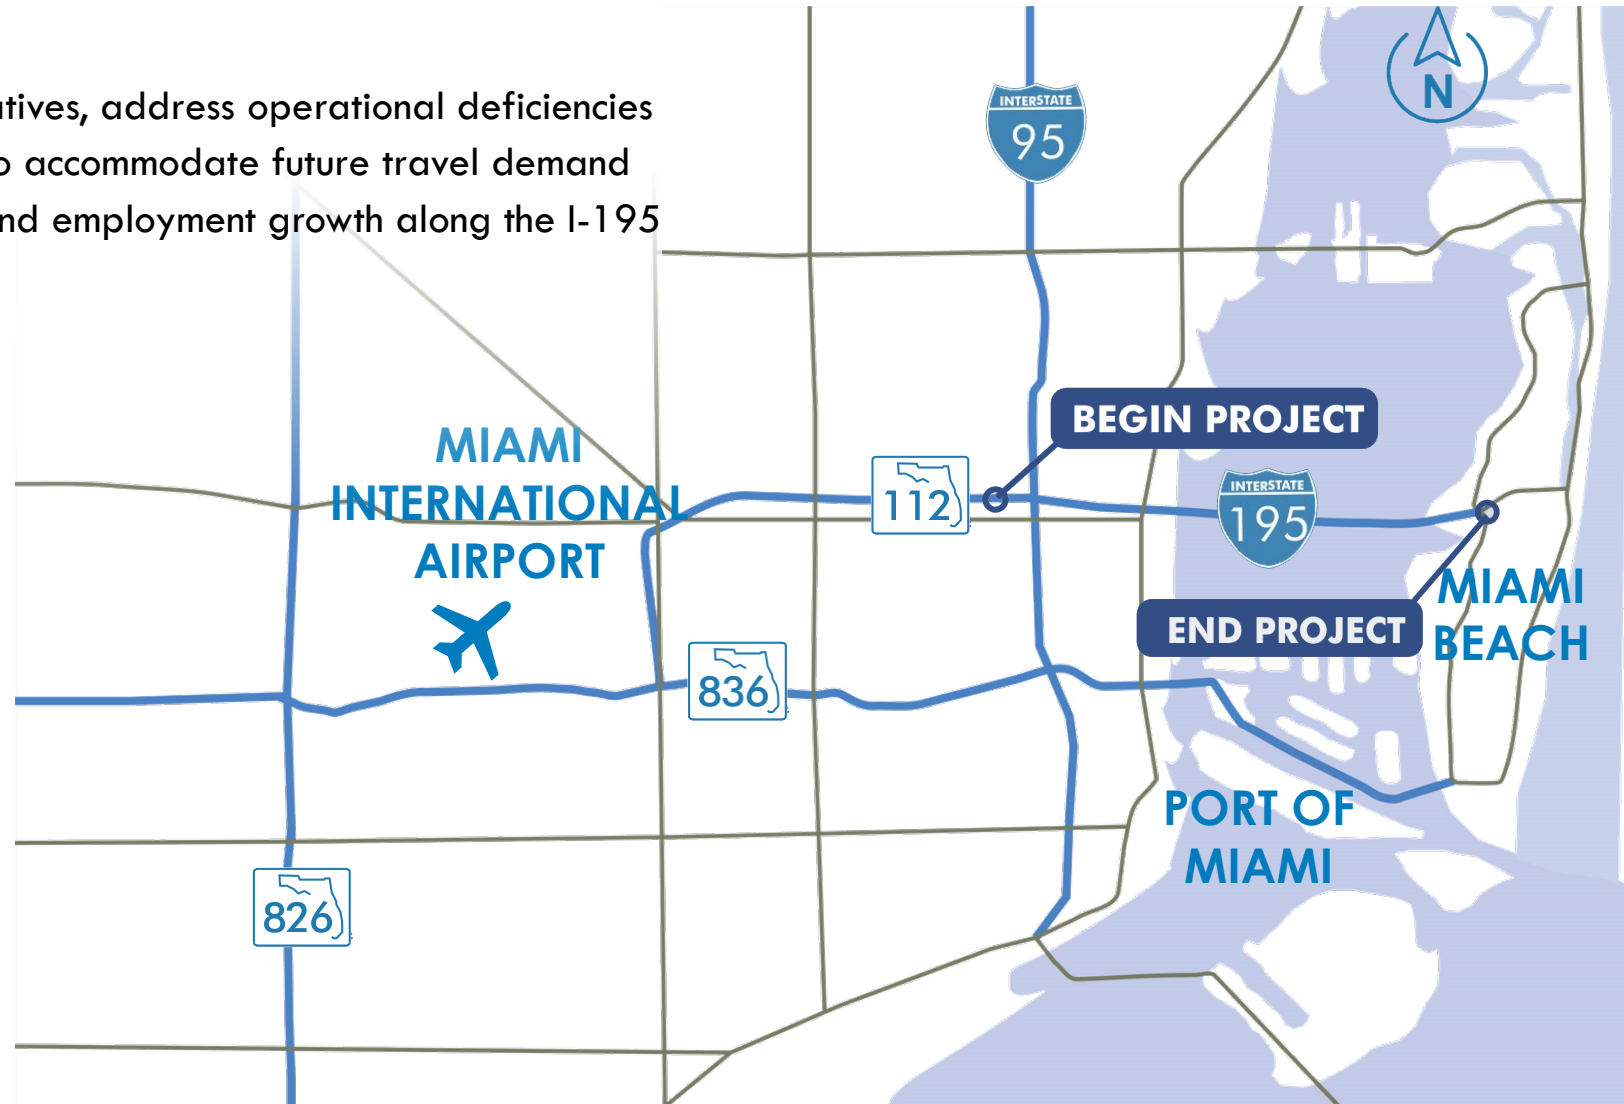 N
atives, address operational deficiencies
INTERSTATE
95
o accommodate future travel demand
nd employment growth along the I-195
BEGIN PROJECT
MIAMI
INTERNATIONAL
AIRPORT
112
INTERSTATE
195
END PROJECT
MIAMI
BEACH
836
PORT OF
MIAMI
826